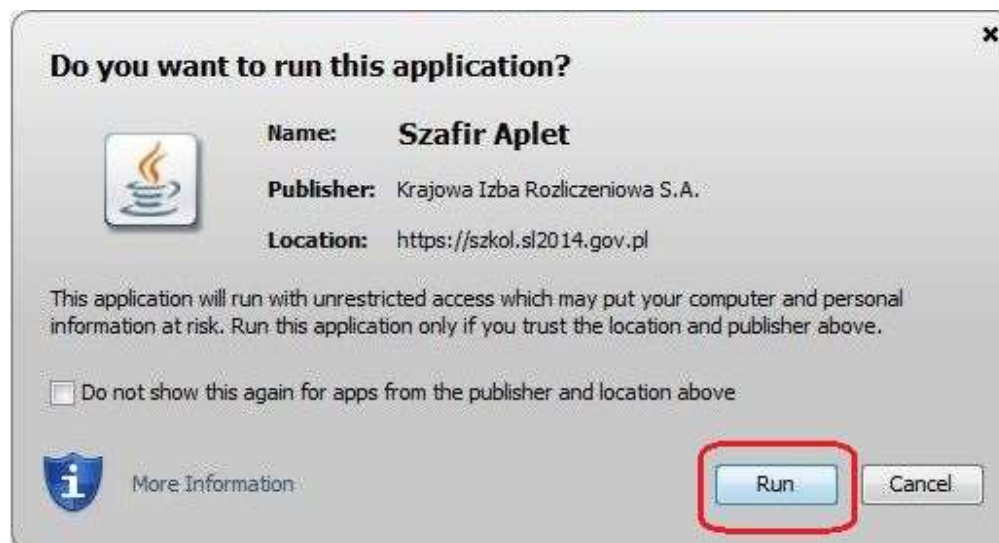 Do you want to run this application?
Name: Szafir Aplet
Publisher: Krajowa Izba Rozliczeniowa S.A.
Location: https://szkol.sl2014.gov.pl
This application will run with unrestricted access which may put your computer and personal
information at risk. Run this application only if you trust the location and publisher above.
Do not show this again for apps from the publisher and location above
More Information
Run
Cancel